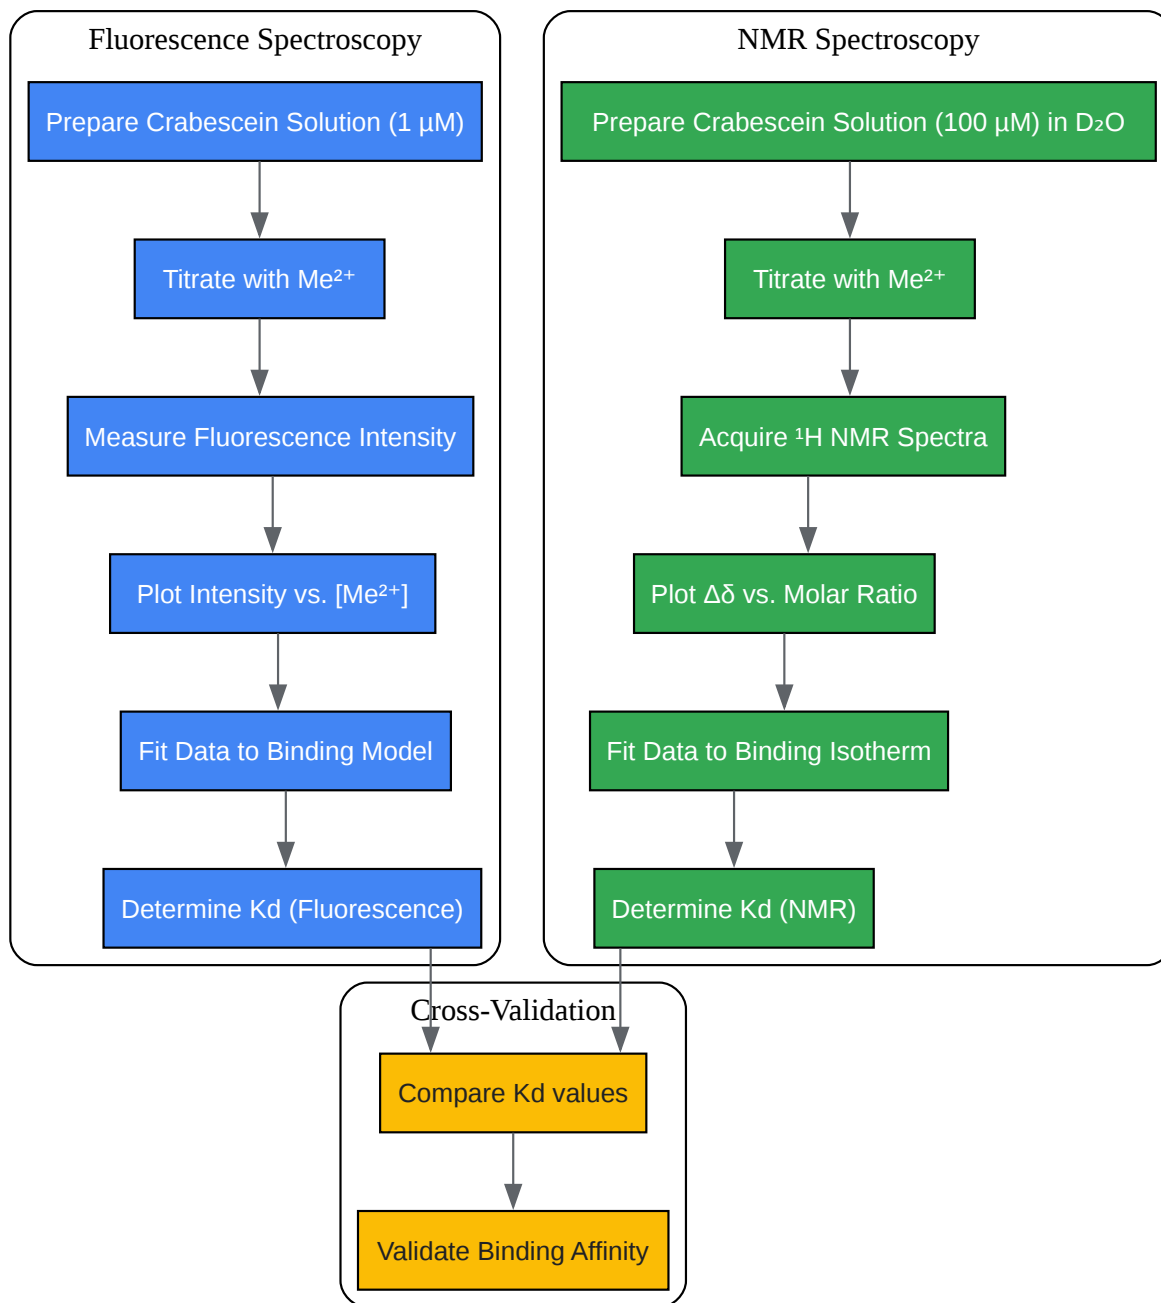 Fluorescence Spectroscopy
Prepare Crabescein Solution (1 µM)
Titrate with Me²⁺
Measure Fluorescence Intensity
Plot Intensity vs. [Me²⁺]
Fit Data to Binding Model
Determine Kd (Fluorescence)
NMR Spectroscopy
Prepare Crabescein Solution (100 µM) in D₂O
Titrate with Me²⁺
Acquire ¹H NMR Spectra
Plot Δδ vs. Molar Ratio
Fit Data to Binding Isotherm
Determine Kd (NMR)
Cross-Validation
Compare Kd values
Validate Binding Affinity